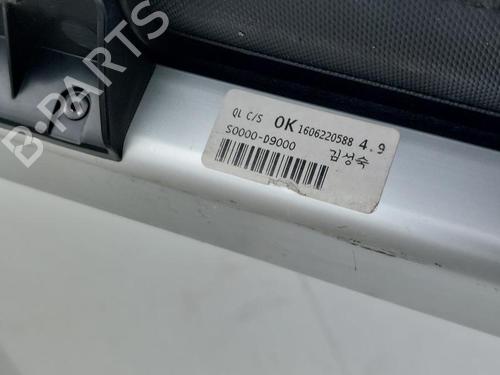 B-PARTS
QL C/S OK 1606220588 4.9
S0000-D9000 김성숙